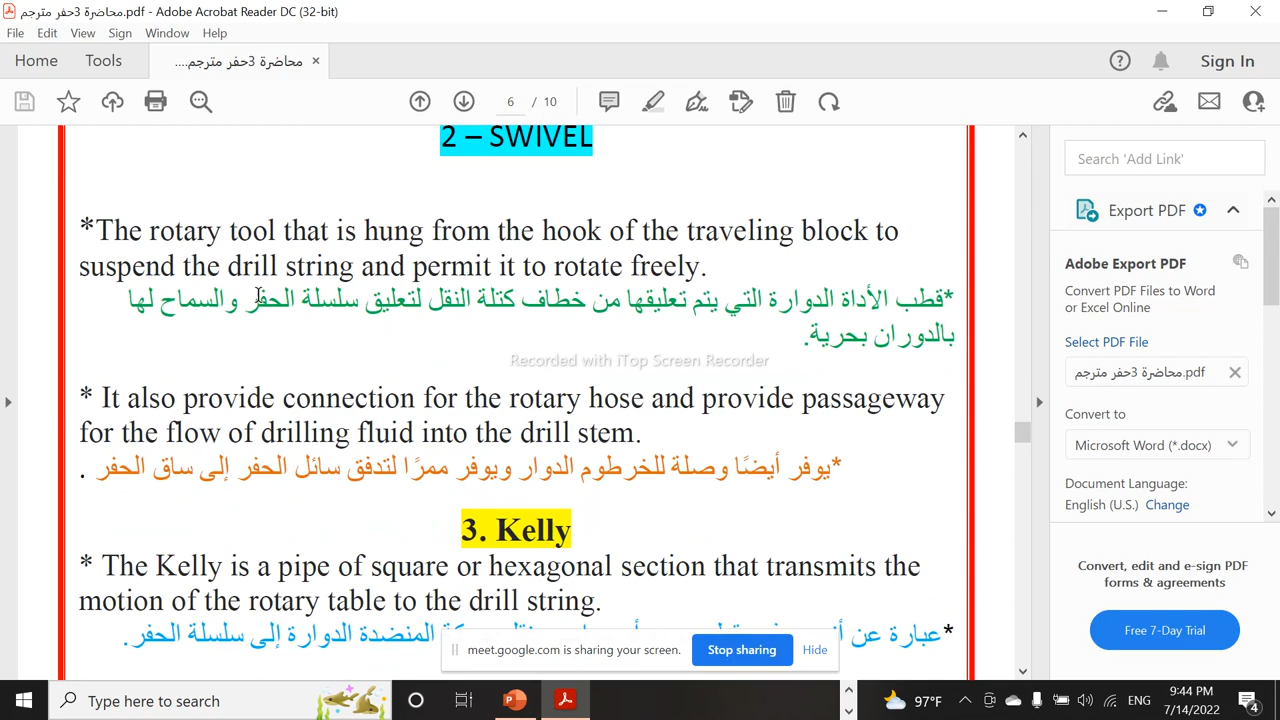 محاضرة 3حفر مترجم.pdf - Adobe Acrobat Reader DC (32-bit)
File Edit View Sign Window Help
Home Tools محاضرة 3حفر مترجم.... × Sign In
6 / 10
2 – SWIVEL
*The rotary tool that is hung from the hook of the traveling block to
suspend the drill string and permit it to rotate freely.
*قطب الأداة الدوارة التي يتم تعليقها من خطاف كتلة النقل لتعليق سلسلة الحفر والسماح لها
بالدوران بحرية.
Recorded with iTop Screen Recorder
* It also provide connection for the rotary hose and provide passageway
for the flow of drilling fluid into the drill stem.
*يوفر أيضًا وصلة للخرطوم الدوار ويوفر ممرًا لتدفق سائل الحفر إلى ساق الحفر .
3. Kelly
* The Kelly is a pipe of square or hexagonal section that transmits the
motion of the rotary table to the drill string.
*عبارة عن المنضدة الدوارة إلى سلسلة الحفر.
meet.google.com is sharing your screen. Stop sharing Hide
Search 'Add Link'
Export PDF
Adobe Export PDF
Convert PDF Files to Word
or Excel Online
Select PDF File
محاضرة 3حفر مترجم.pdf
Convert to
Microsoft Word (*.docx)
Document Language:
English (U.S.) Change
Convert, edit and e-sign PDF
forms & agreements
Free 7-Day Trial
Type here to search
97°F ENG 9:44 PM
7/14/2022
4